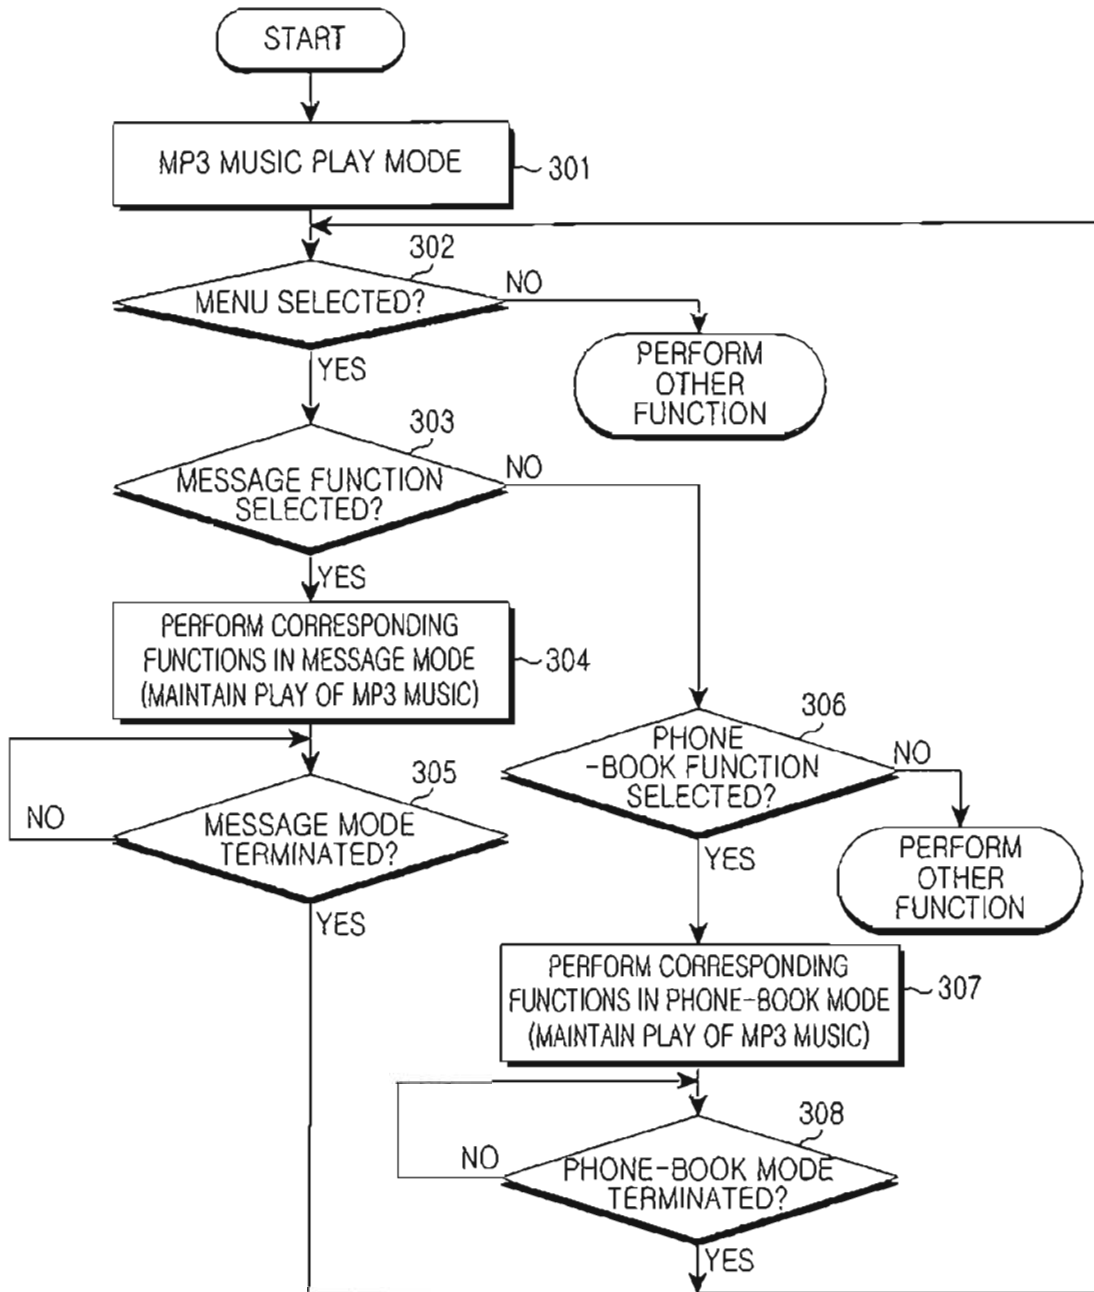 START
MP3 MUSIC PLAY MODE
301
302
MENU SELECTED?
NO
YES
PERFORM
OTHER
FUNCTION
303
MESSAGE FUNCTION
SELECTED?
NO
YES
PERFORM CORRESPONDING
FUNCTIONS IN MESSAGE MODE
(MAINTAIN PLAY OF MP3 MUSIC)
304
305
MESSAGE MODE
TERMINATED?
NO
YES
306
PHONE
-BOOK FUNCTION
SELECTED?
NO
YES
PERFORM
OTHER
FUNCTION
PERFORM CORRESPONDING
FUNCTIONS IN PHONE-BOOK MODE
(MAINTAIN PLAY OF MP3 MUSIC)
307
308
PHONE-BOOK MODE
TERMINATED?
NO
YES